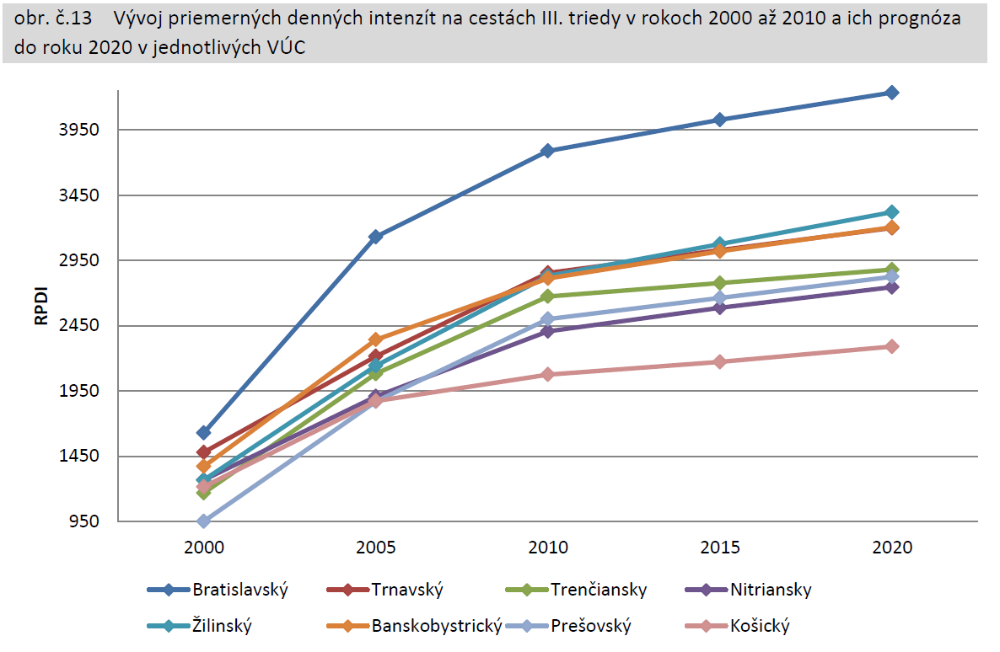 obr. č.13 Vývoj priemerných denných intenzít na cestách III. triedy v rokoch 2000 až 2010 a ich prognóza
do roku 2020 v jednotlivých VÚC
3950
3450
2950
2450
1950
1450
950
RPDI
2000 2005 2010 2015 2020
Bratislavský Trnavský Trenčiansky Nitriansky
Žilinský Banskobystrický Prešovský Košický